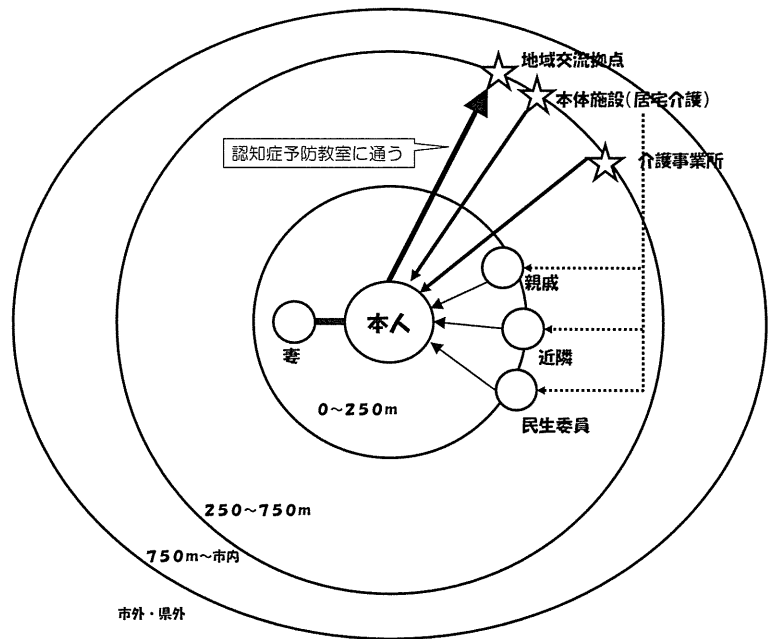 地域交流拠点
本体施設(居宅介護)
認知症予防教室に通う
介護事業所
親戚
本人
妻
近隣
0～250m
民生委員
250～750m
750m～市内
市外・県外